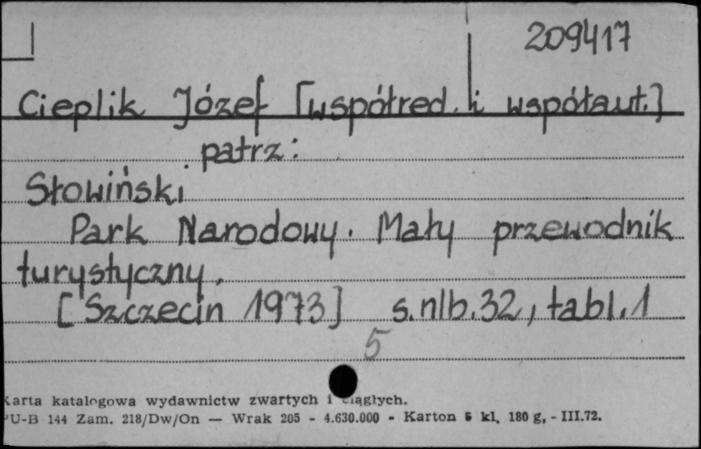 209417
Cieplik Józef [współred. i współaut.]
patrz:
Słowiński
Park Narodowy. Mały przewodnik
turystyczny.
[Szczecin 1973] s. nlb. 32, tabl. 1
5
Karta katalogowa wydawnictw zwartych i ciągłych.
PU-B 144 Zam. 218/Dw/On — Wrak 205 - 4.630.000 - Karton 5 kl. 180 g. - III.72.